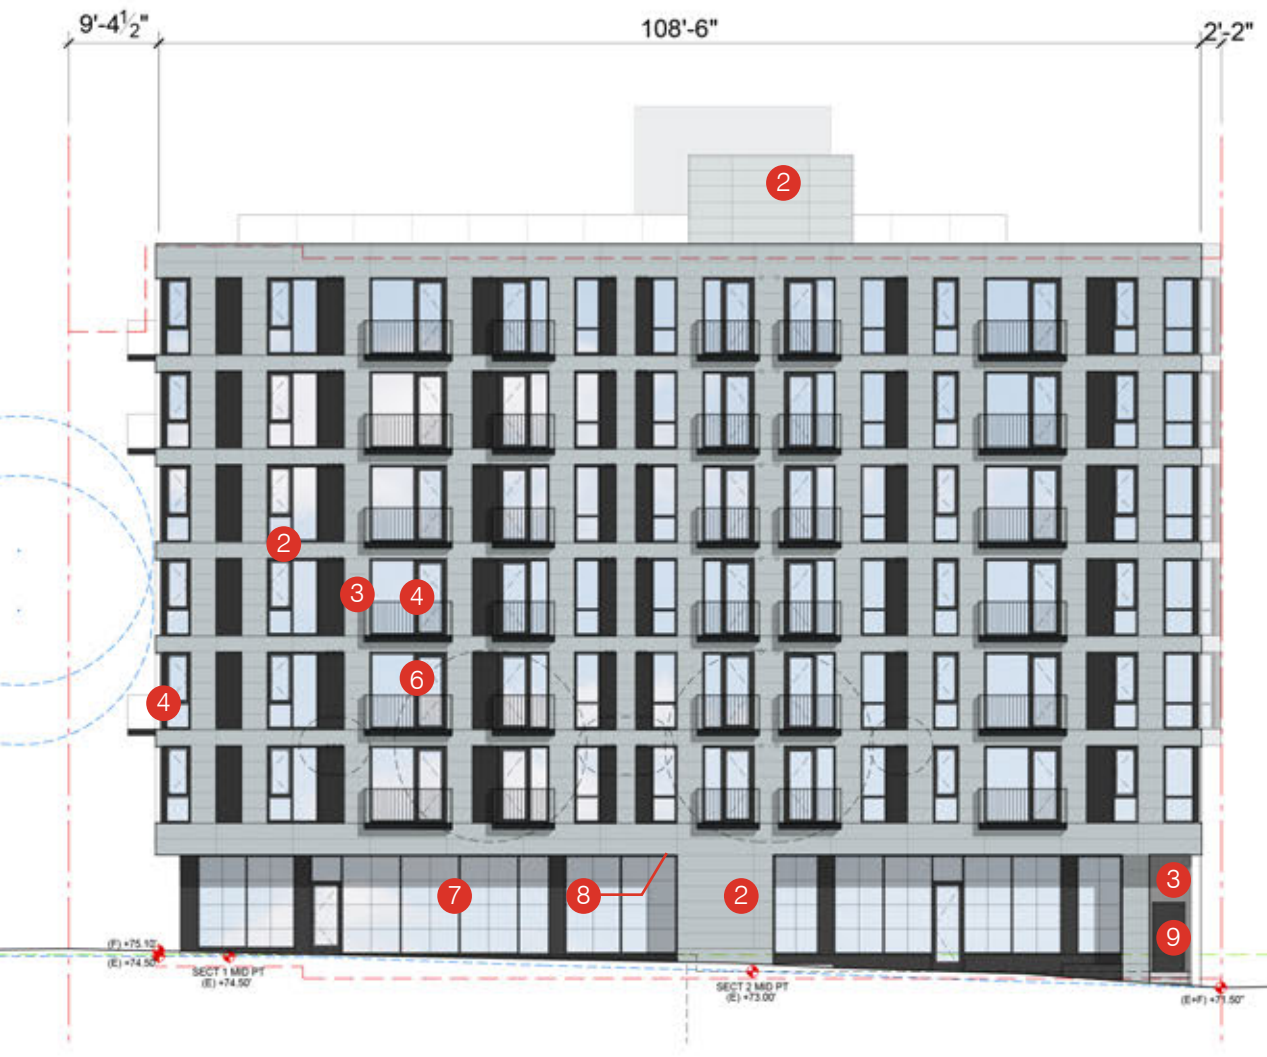 9'-4½"
108'-6"
2'-2"
2
2
3
4
6
4
7
8
2
3
9
(F) +75.10'
(E) +74.50'
SECT 1 MID PT
(E) +74.50'
SECT 2 MID PT
(E) +73.00'
(E+F) +71.50"